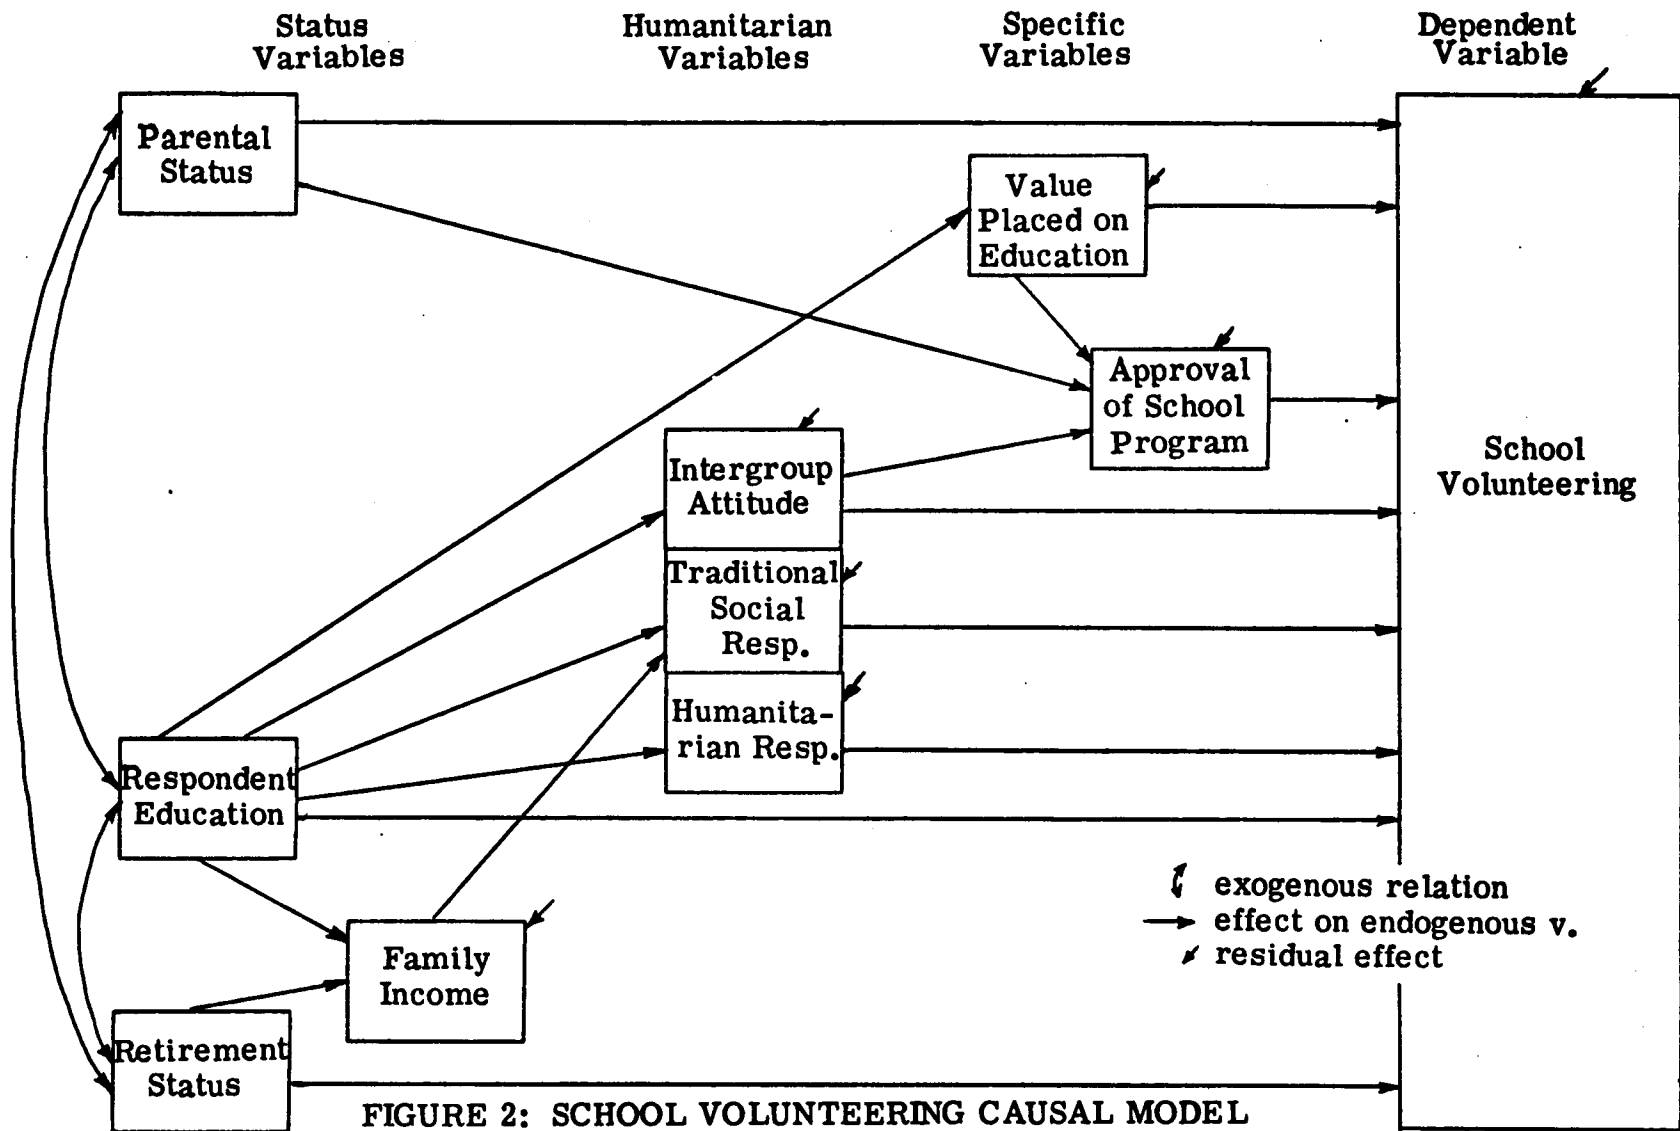 Status
Variables
Humanitarian
Variables
Specific
Variables
Dependent
Variable
Parental
Status
Value
Placed on
Education
Approval
of School
Program
Intergroup
Attitude
Traditional
Social
Resp.
Humanita-
rian Resp.
School
Volunteering
Respondent
Education
Family
Income
Retirement
Status
exogenous relation
effect on endogenous v.
residual effect
FIGURE 2: SCHOOL VOLUNTEERING CAUSAL MODEL